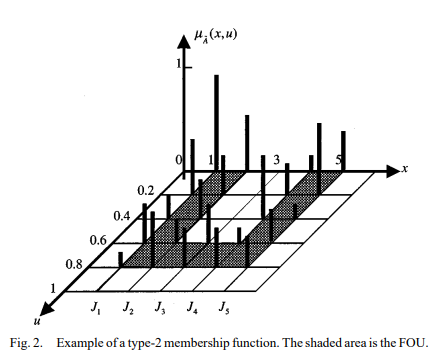 μÃ(x,u)
1
0 1 3 5 x
0.2
0.4
0.6
0.8
1
J₁ J₂ J₃ J₄ J₅
u
Fig. 2. Example of a type-2 membership function. The shaded area is the FOU.